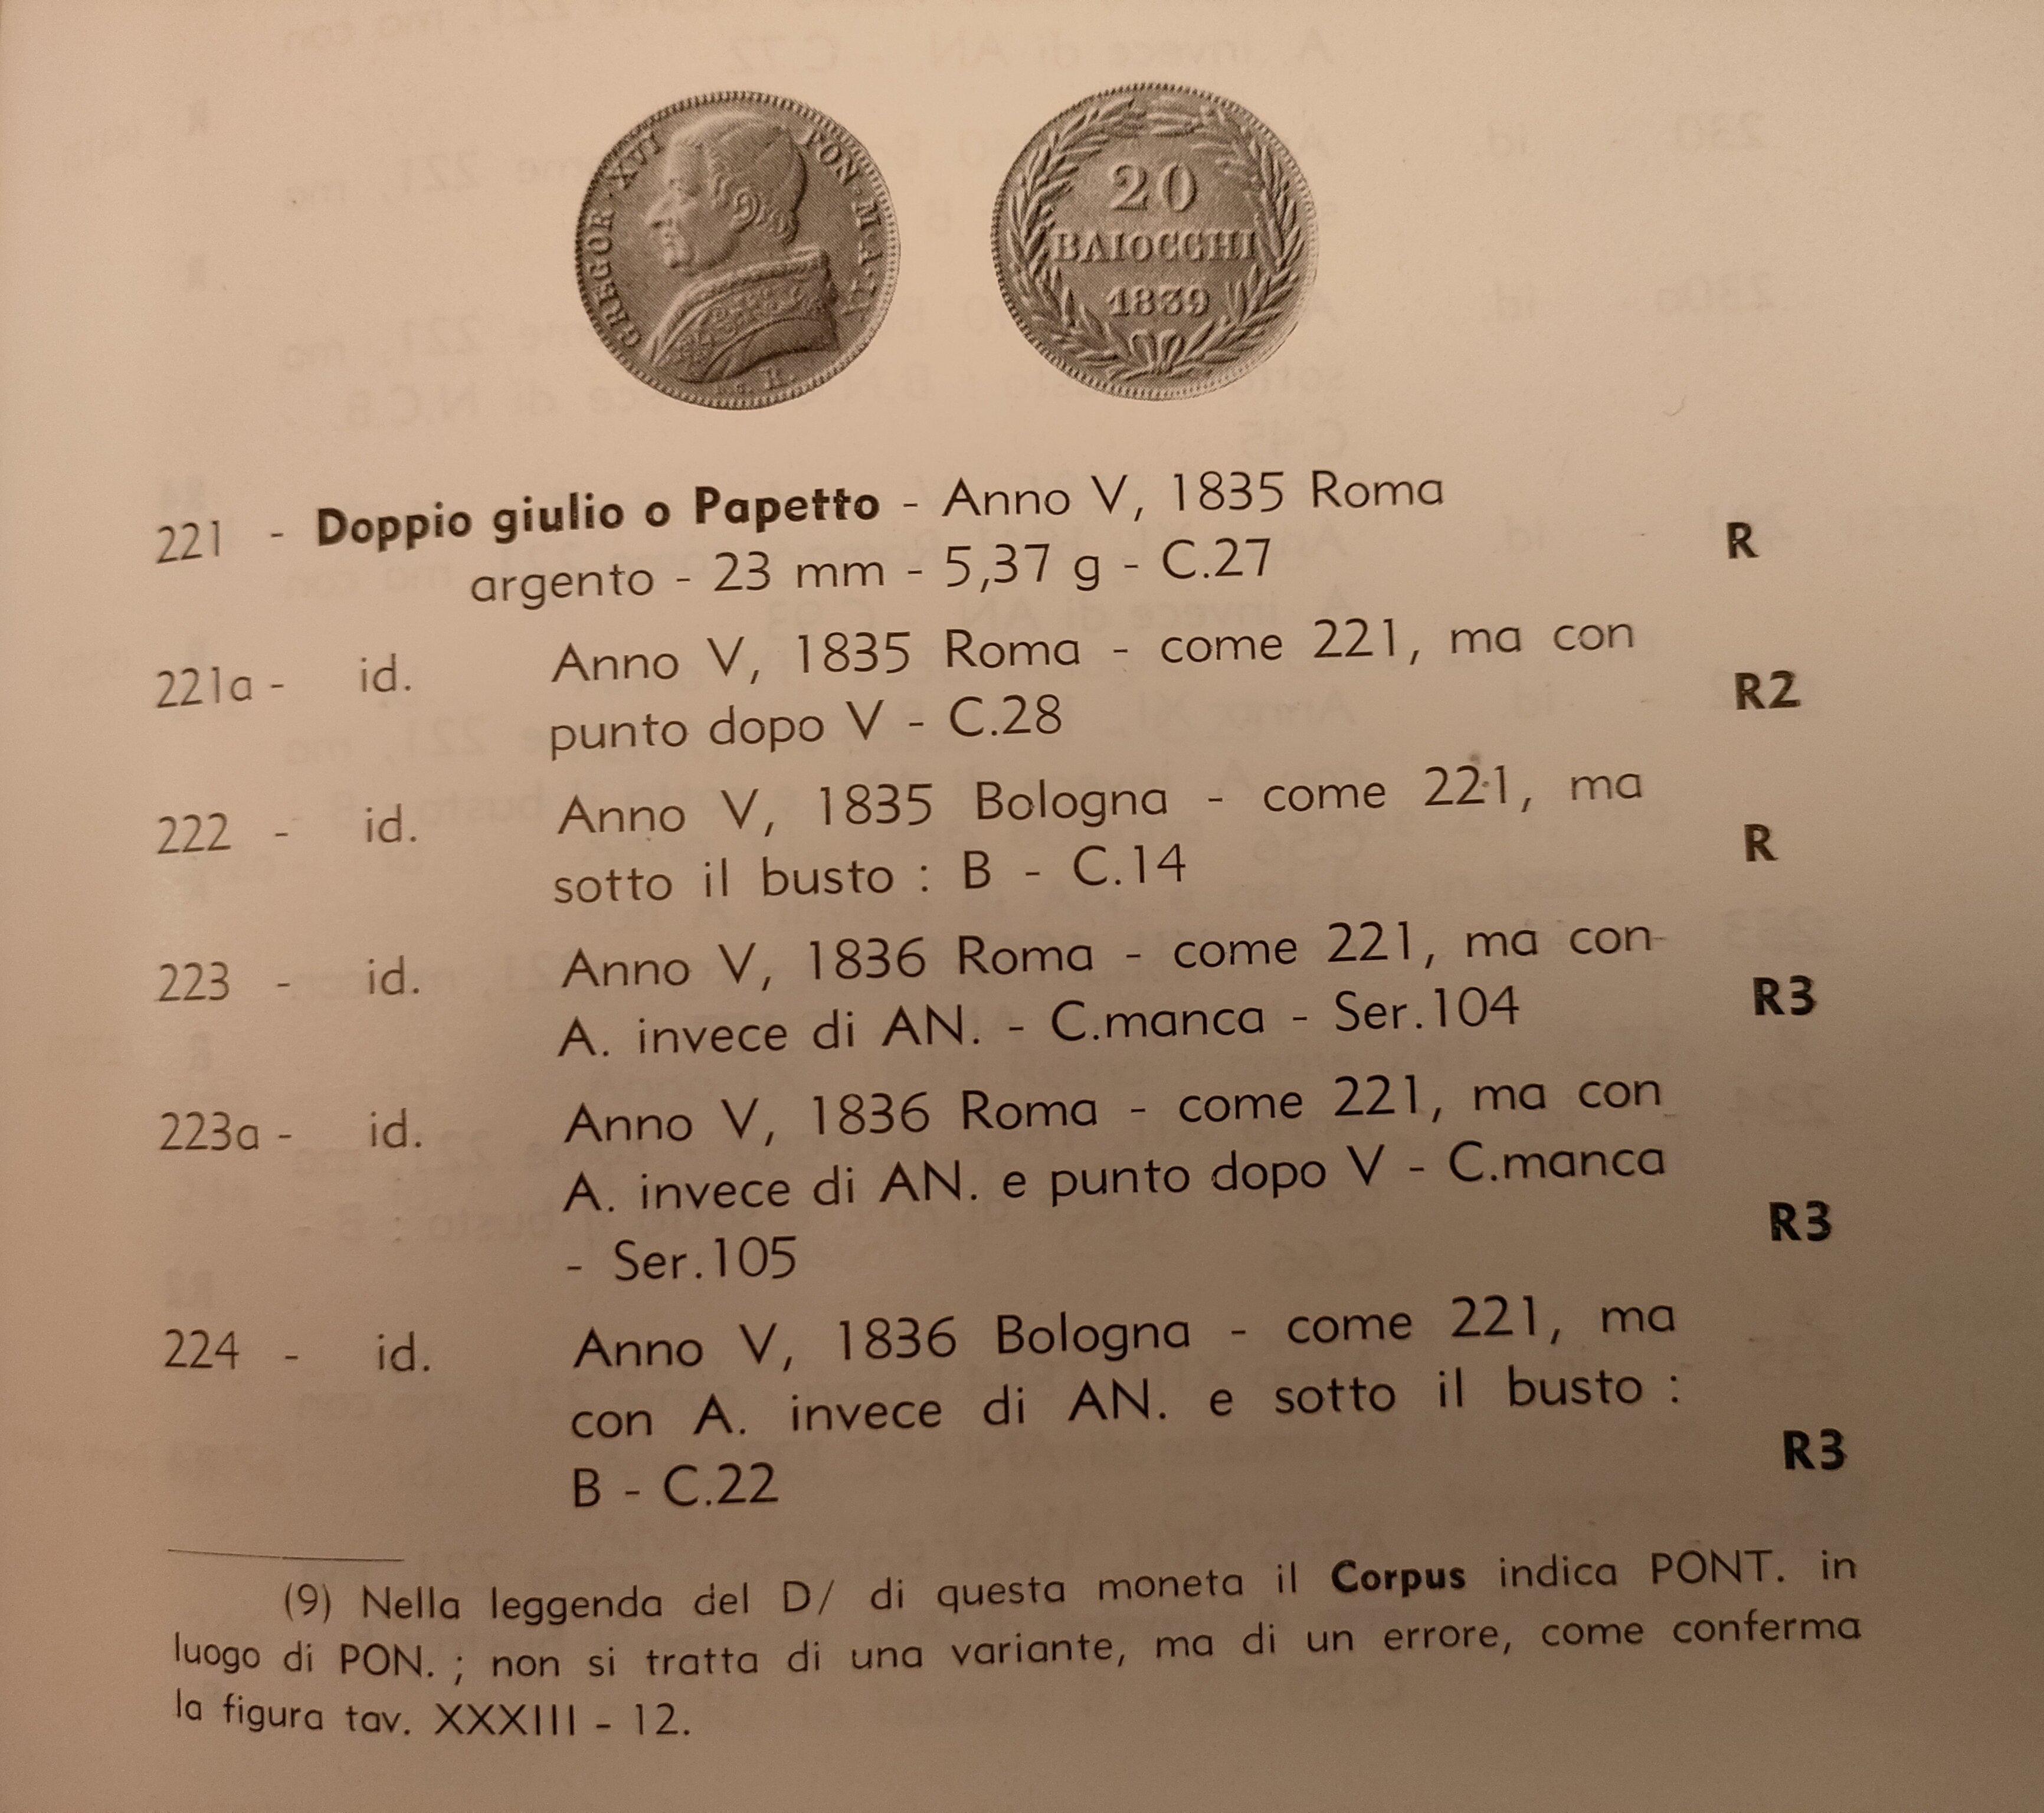 GREGOR · XVI PON · M · A · IX
20
BAIOCCHI
1839
221 - Doppio giulio o Papetto - Anno V, 1835 Roma
argento - 23 mm - 5,37 g - C.27 R
221a - id. Anno V, 1835 Roma - come 221, ma con
punto dopo V - C.28 R2
222 - id. Anno V, 1835 Bologna - come 221, ma
sotto il busto : B - C.14 R
223 - id. Anno V, 1836 Roma - come 221, ma con
A. invece di AN. - C.manca - Ser.104 R3
223a - id. Anno V, 1836 Roma - come 221, ma con
A. invece di AN. e punto dopo V - C.manca
- Ser.105 R3
224 - id. Anno V, 1836 Bologna - come 221, ma
con A. invece di AN. e sotto il busto :
B - C.22 R3
(9) Nella leggenda del D/ di questa moneta il Corpus indica PONT. in
luogo di PON. ; non si tratta di una variante, ma di un errore, come conferma
la figura tav. XXXIII - 12.